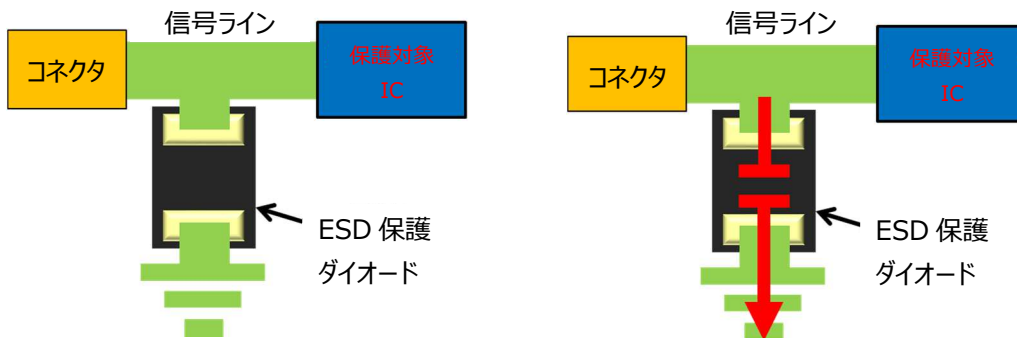 信号ライン
コネクタ
保護対象
IC
ESD 保護
ダイオード
信号ライン
コネクタ
保護対象
IC
ESD 保護
ダイオード